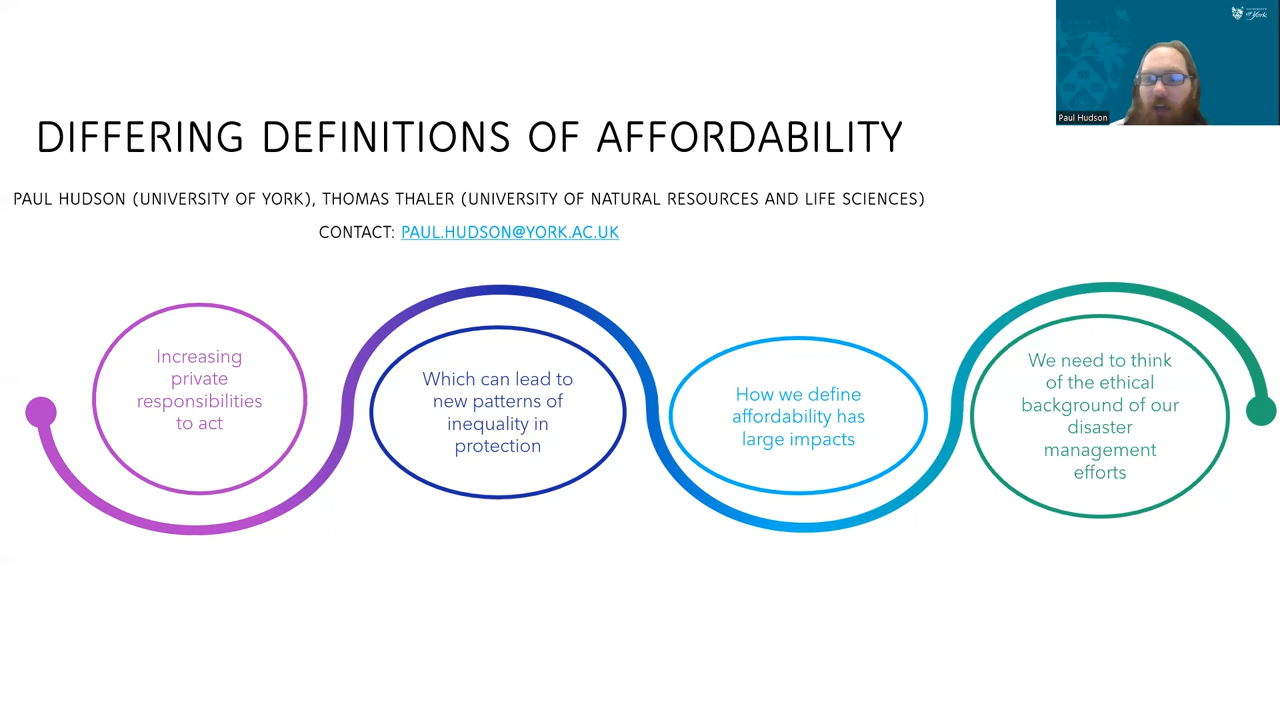 DIFFERING DEFINITIONS OF AFFORDABILITY
PAUL HUDSON (UNIVERSITY OF YORK), THOMAS THALER (UNIVERSITY OF NATURAL RESOURCES AND LIFE SCIENCES)
CONTACT: PAUL.HUDSON@YORK.AC.UK
Increasing
private
responsibilities
to act
Which can lead to
new patterns of
inequality in
protection
How we define
affordability has
large impacts
We need to think
of the ethical
background of our
disaster
management
efforts
UNIVERSITY
of York
Paul Hudson